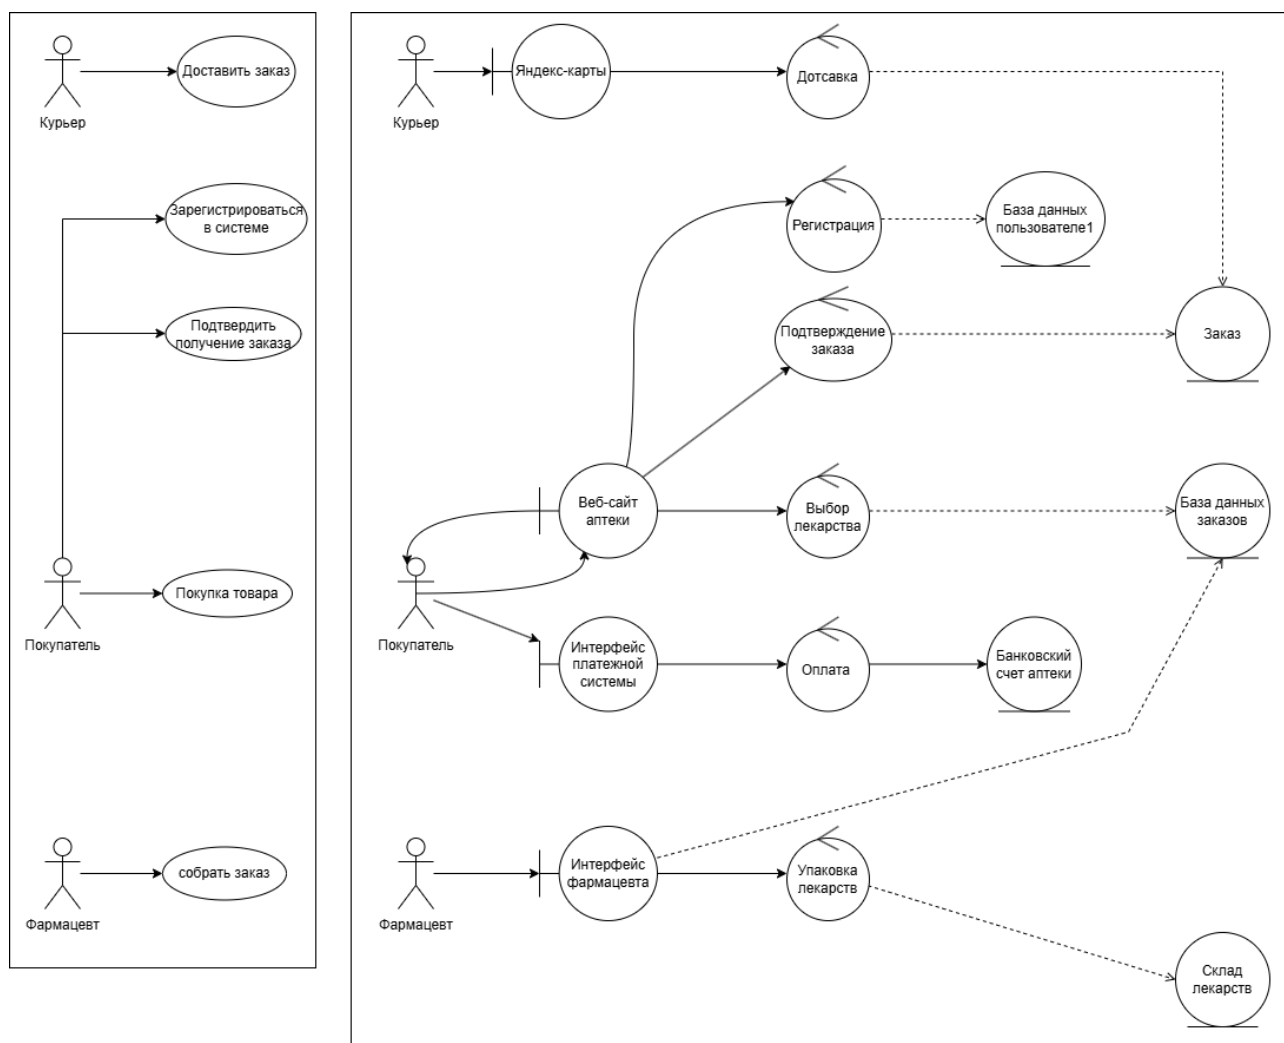 Доставить заказ
Курьер
Зарегистрироваться
в системе
Подтвердить
получение заказа
Покупка товара
Покупатель
собрать заказ
Фармацевт
Яндекс-карты
Дотсавка
Курьер
Регистрация
База данных
пользователе1
Подтверждение
заказа
Заказ
Веб-сайт
аптеки
Выбор
лекарства
База данных
заказов
Покупатель
Интерфейс
платежной
системы
Оплата
Банковский
счет аптеки
Интерфейс
фармацевта
Упаковка
лекарств
Фармацевт
Склад
лекарств